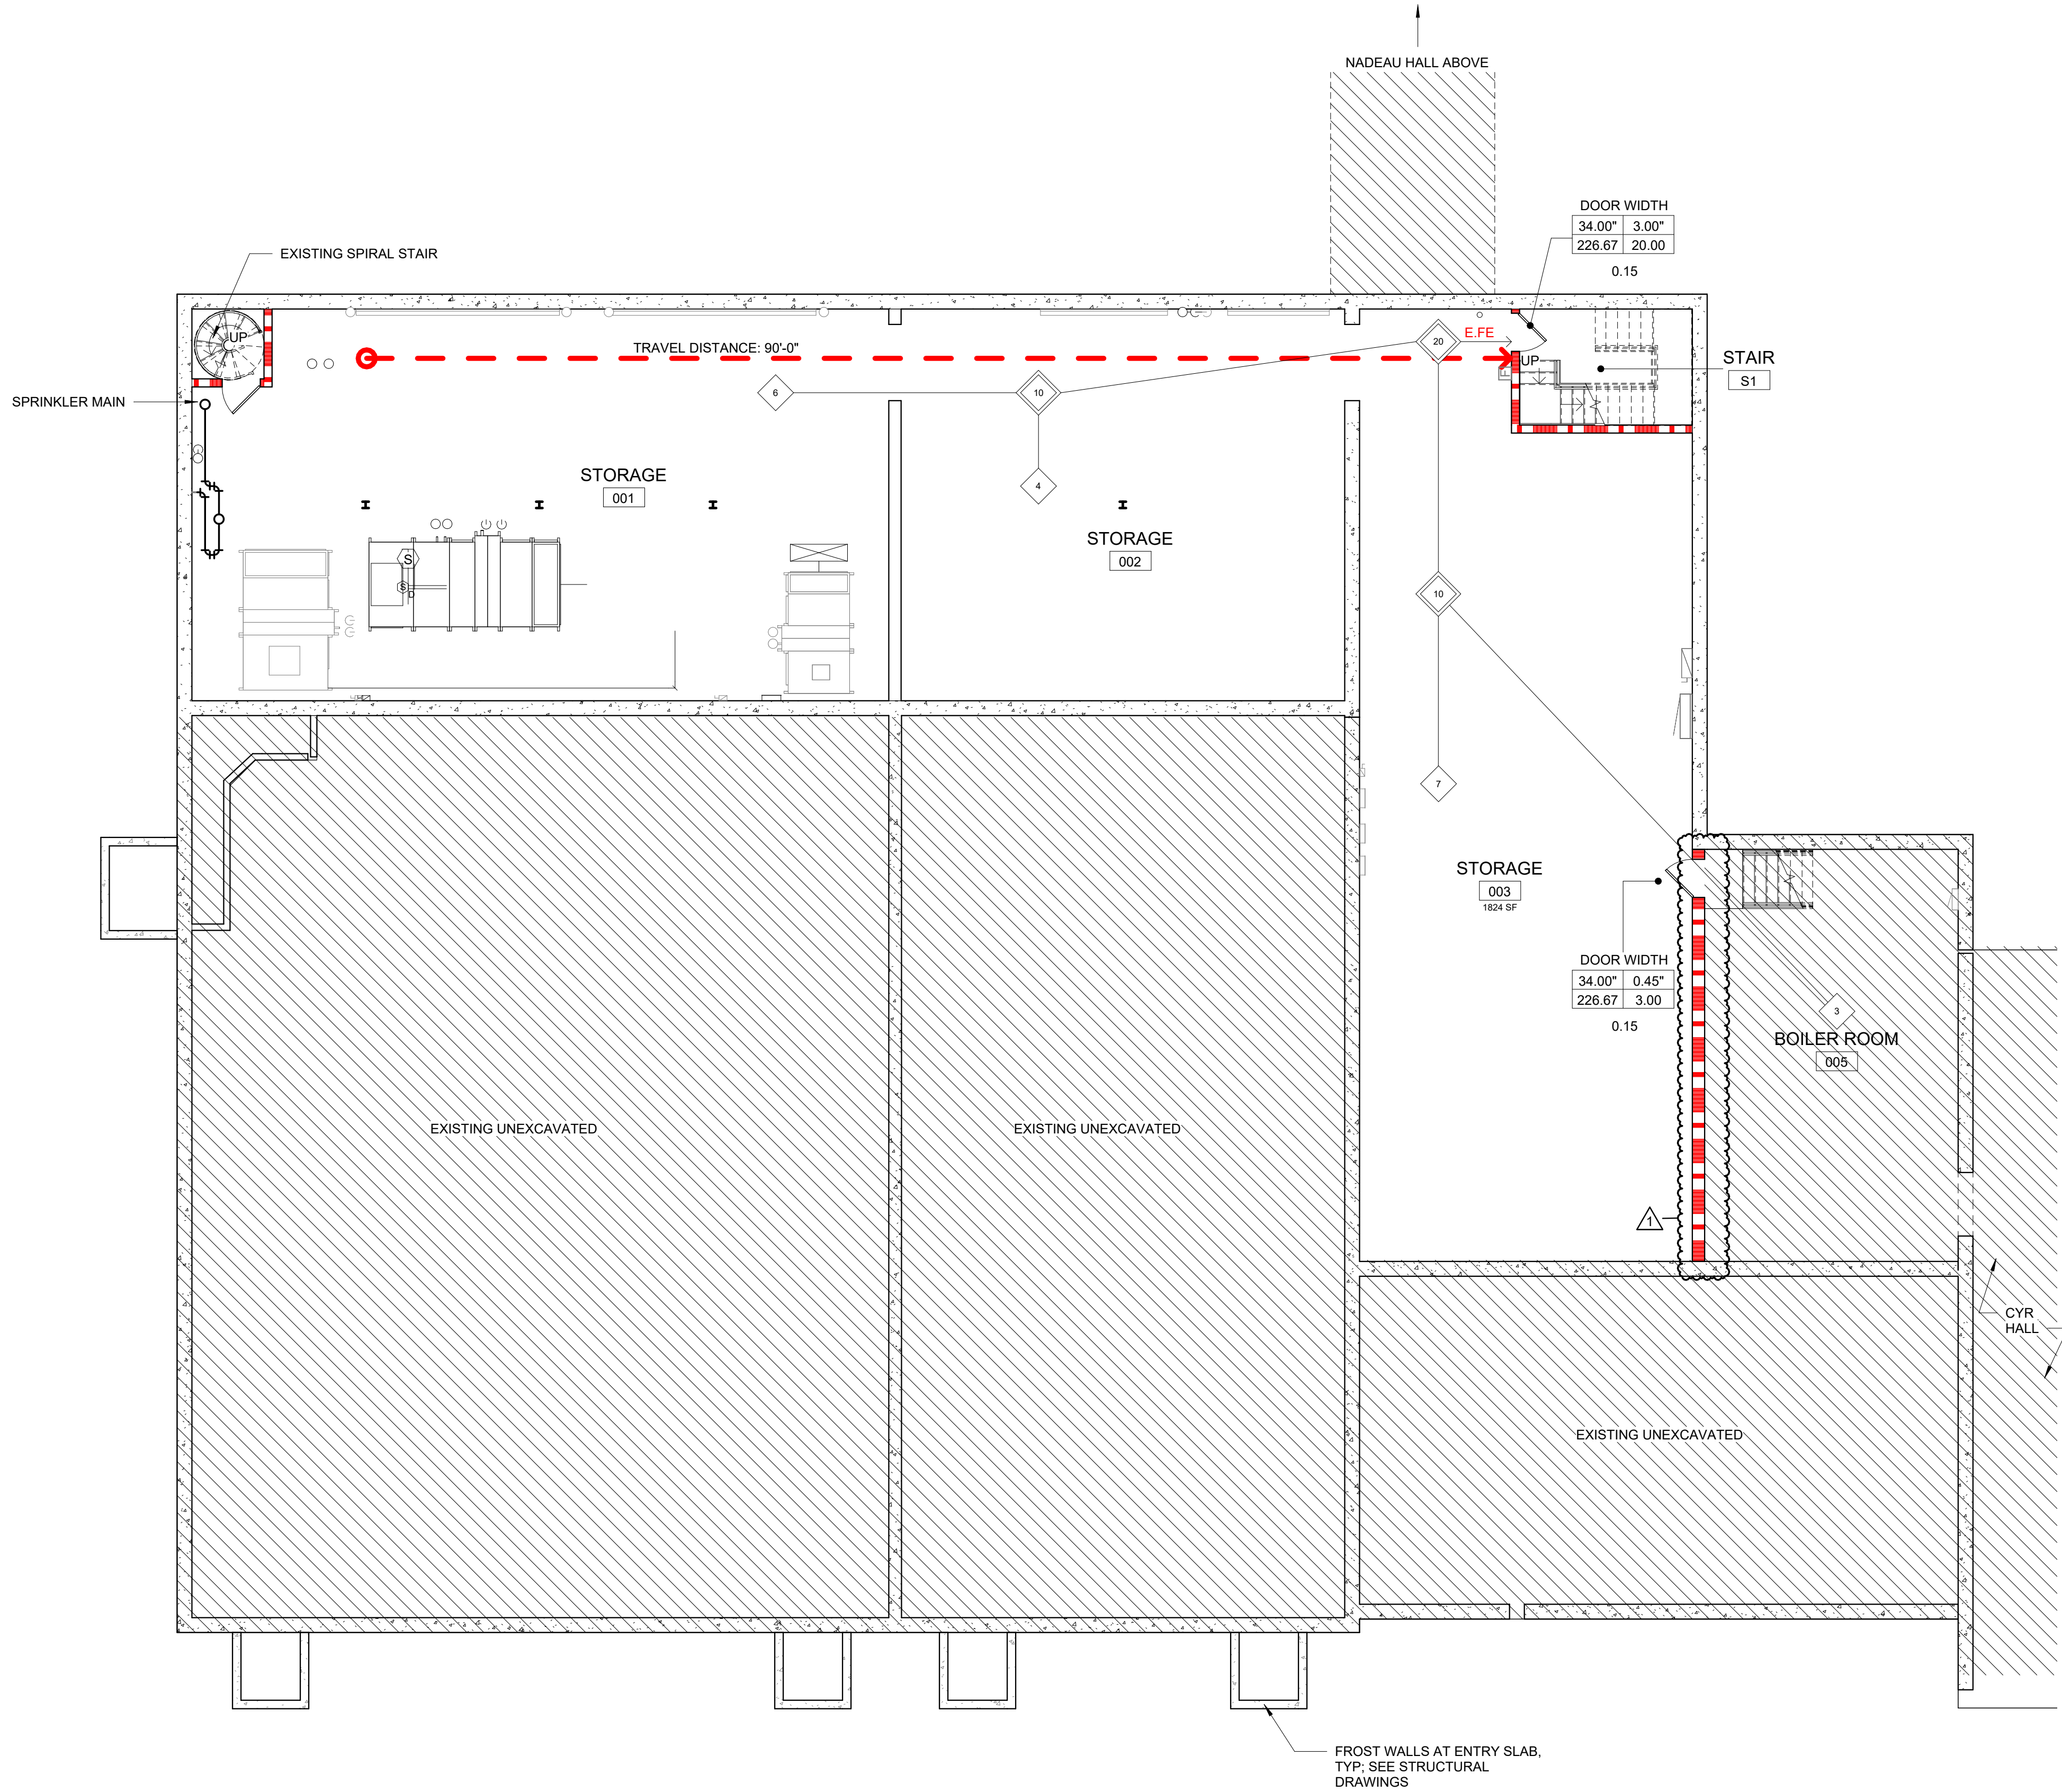 NADEAU HALL ABOVE
DOOR WIDTH
34.00" 3.00"
226.67 20.00
0.15
EXISTING SPIRAL STAIR
UP
TRAVEL DISTANCE: 90'-0"
20
E.FE
UP
STAIR
S1
SPRINKLER MAIN
6
10
4
STORAGE
001
STORAGE
002
S
S
D
10
7
STORAGE
003
1824 SF
DOOR WIDTH
34.00" 0.45"
226.67 3.00
0.15
3
BOILER ROOM
005
EXISTING UNEXCAVATED
EXISTING UNEXCAVATED
1
CYR
HALL
EXISTING UNEXCAVATED
FROST WALLS AT ENTRY SLAB,
TYP; SEE STRUCTURAL
DRAWINGS